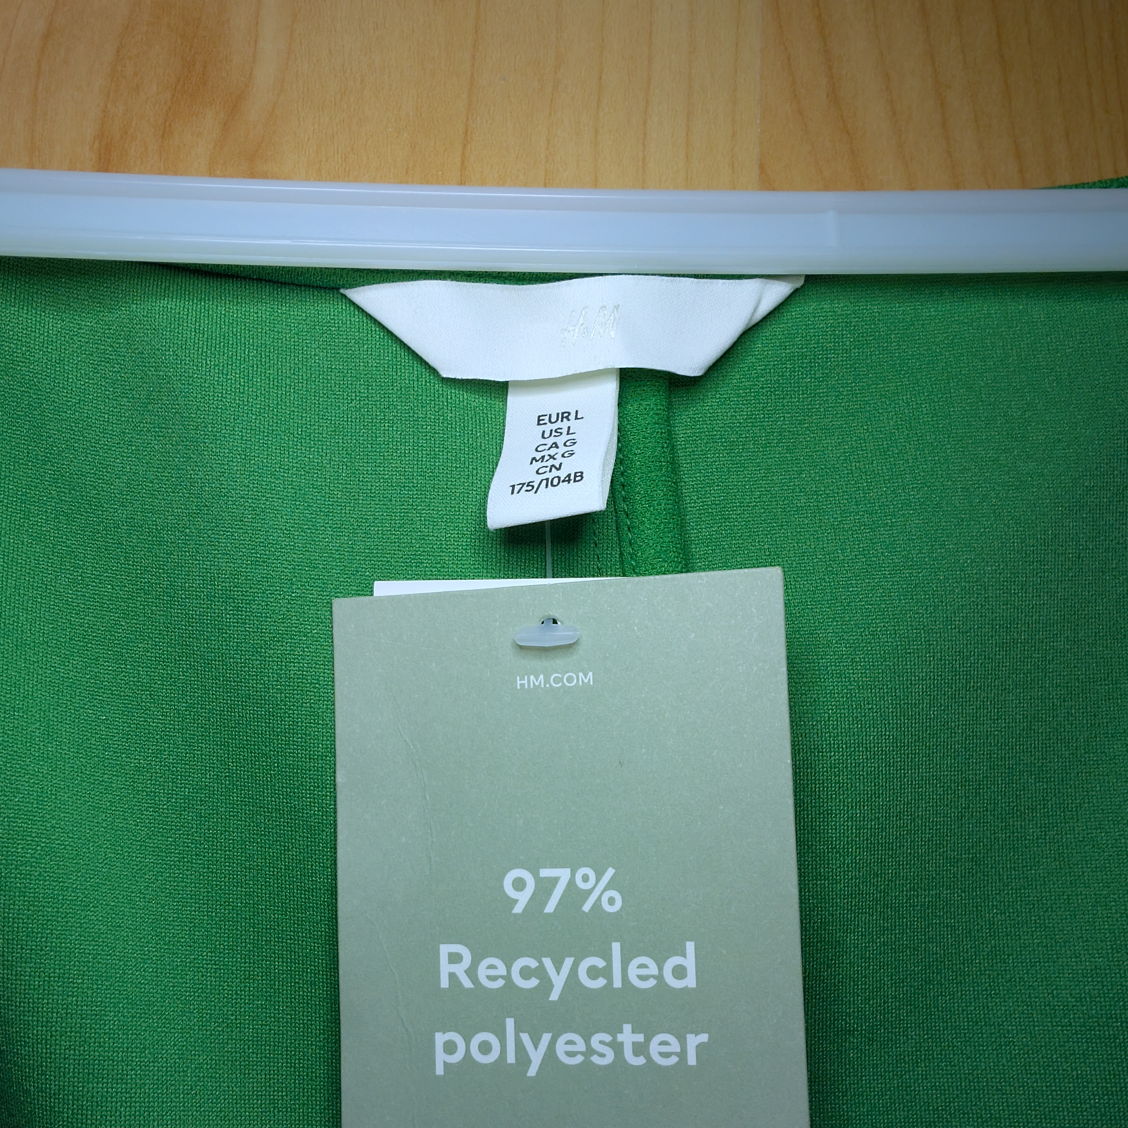 H&M
EUR L
US L
CA G
MX G
CN
175/104B
HM.COM
97%
Recycled
polyester